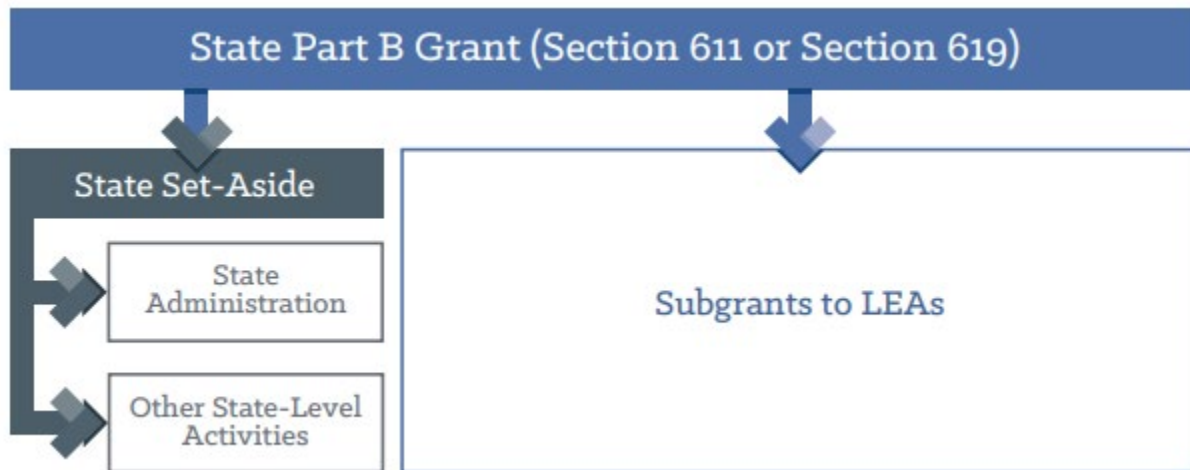 State Part B Grant (Section 611 or Section 619)
State Set-Aside
State
Administration
Other State-Level
Activities
Subgrants to LEAs